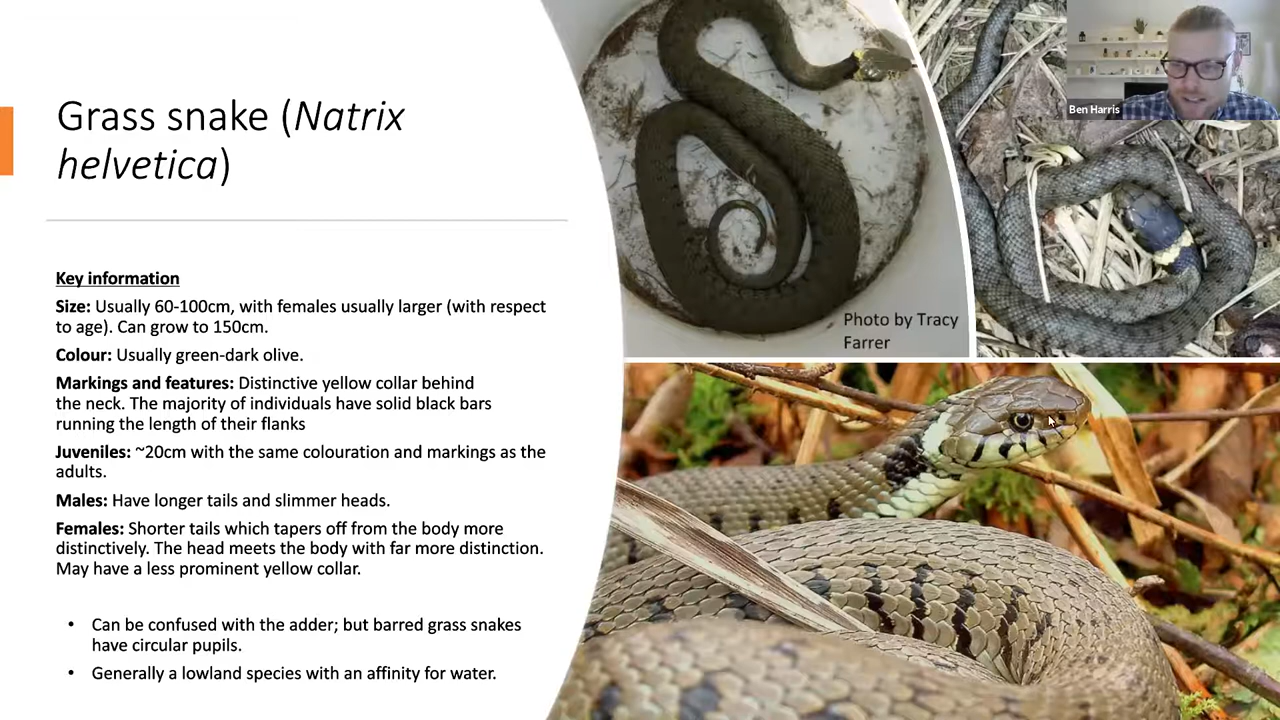 Grass snake (Natrix
helvetica)
Key information
Size: Usually 60-100cm, with females usually larger (with respect
to age). Can grow to 150cm.
Colour: Usually green-dark olive.
Markings and features: Distinctive yellow collar behind
the neck. The majority of individuals have solid black bars
running the length of their flanks
Juveniles: ~20cm with the same colouration and markings as the
adults.
Males: Have longer tails and slimmer heads.
Females: Shorter tails which tapers off from the body more
distinctively. The head meets the body with far more distinction.
May have a less prominent yellow collar.
• Can be confused with the adder; but barred grass snakes
have circular pupils.
• Generally a lowland species with an affinity for water.
Photo by Tracy
Farrer
Ben Harris